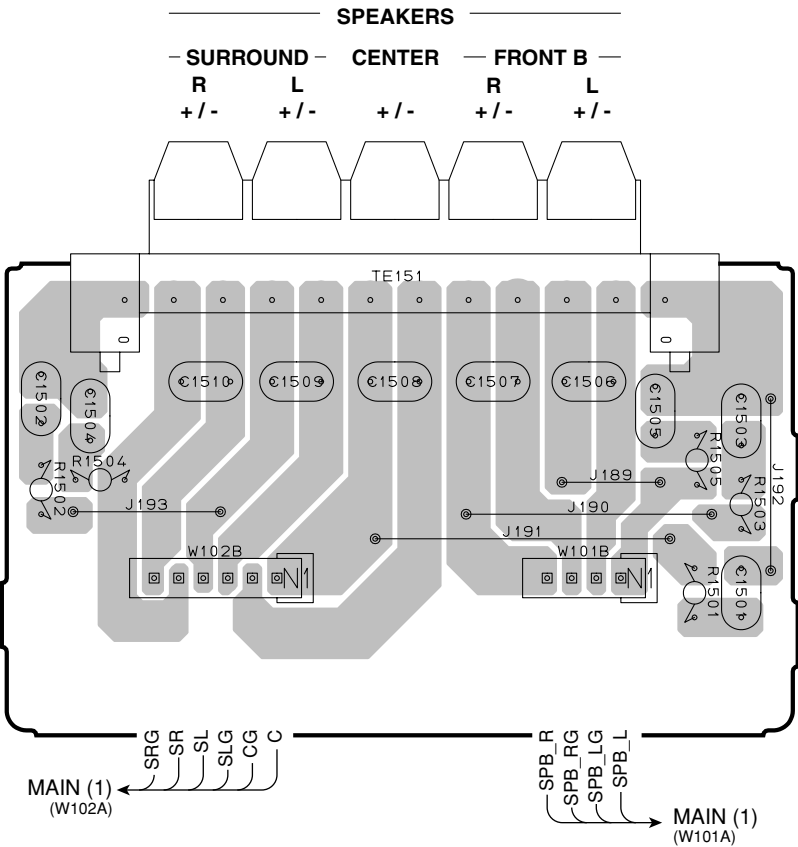 SPEAKERS
SURROUND CENTER FRONT B
R L R L
+ / - + / - + / - + / - + / -
TE151
C1510 C1509 C1508 C1507 C1506
C1502
C1504
C1505
C1503
R1504
R1502
R1505
R1503
J192
J189
J193
J190
J191
W102B
W101B
N1
N1
R1501
C1501
SRG
SR
SL
SLG
CG
C
SPB_R
SPB_RG
SPB_LG
SPB_L
MAIN (1)
(W102A)
MAIN (1)
(W101A)